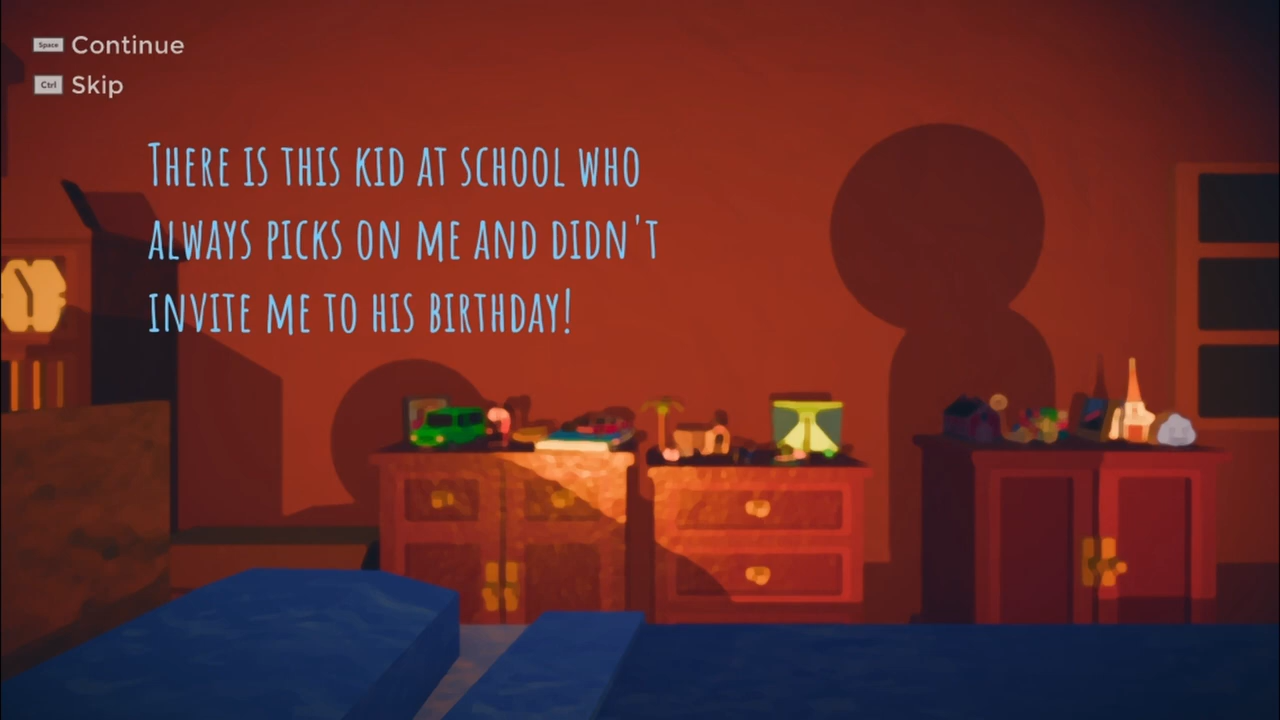 Space Continue
Ctrl Skip
There is this kid at school who
always picks on me and didn't
invite me to his birthday!